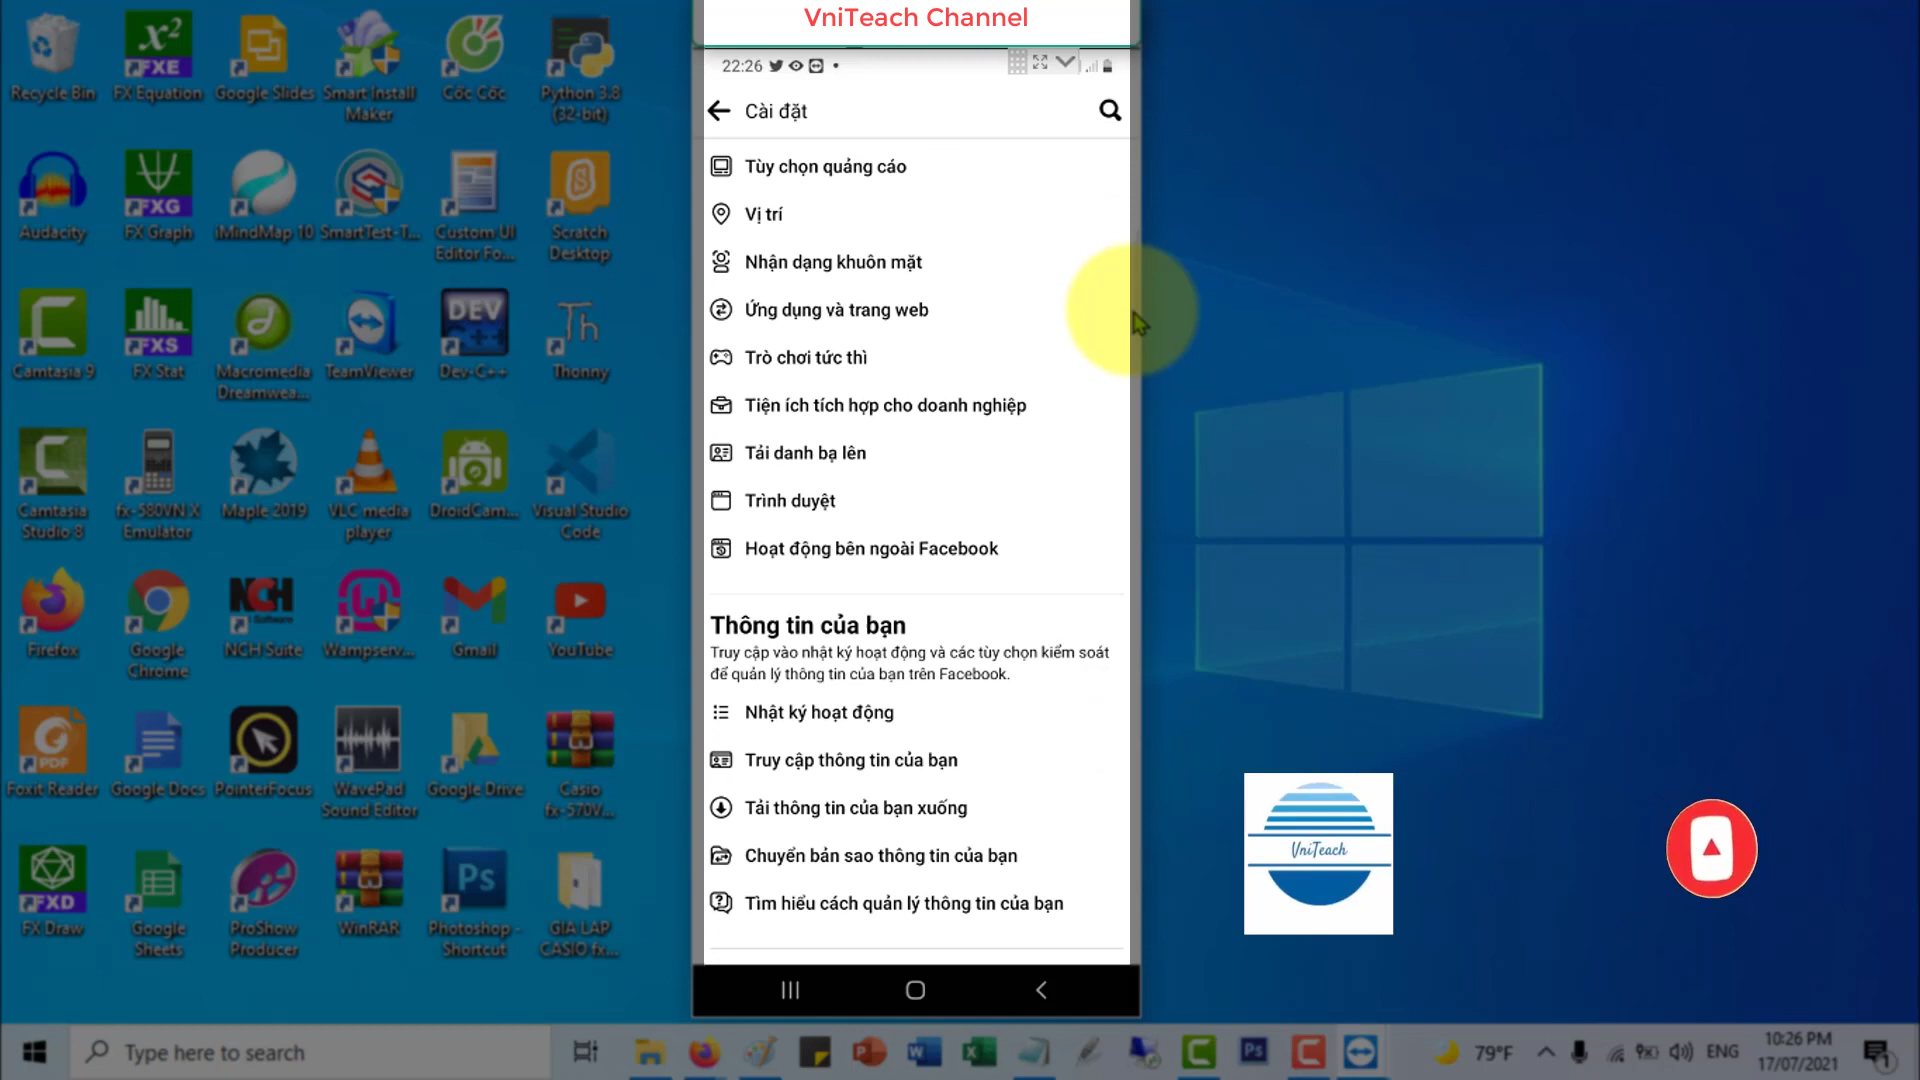 VniTeach Channel
22:26
Cài đặt
Tùy chọn quảng cáo
Vị trí
Nhận dạng khuôn mặt
Ứng dụng và trang web
Trò chơi tức thì
Tiện ích tích hợp cho doanh nghiệp
Tải danh bạ lên
Trình duyệt
Hoạt động bên ngoài Facebook
Thông tin của bạn
Truy cập vào nhật ký hoạt động và các tùy chọn kiểm soát
để quản lý thông tin của bạn trên Facebook.
Nhật ký hoạt động
Truy cập thông tin của bạn
Tải thông tin của bạn xuống
Chuyển bản sao thông tin của bạn
Tìm hiểu cách quản lý thông tin của bạn
Recycle Bin
FX Equation
Google Slides
Smart Install
Maker
Cốc Cốc
Python 3.8
(32-bit)
Audacity
FX Graph
iMindMap 10
SmartTest-T...
Custom UI
Editor Fo...
Scratch
Desktop
Camtasia 9
FX Stat
Macromedia
Dreamwea...
TeamViewer
Dev-C++
Thonny
Camtasia
Studio 8
fx-580VN X
Emulator
Maple 2019
VLC media
player
DroidCam...
Visual Studio
Code
Firefox
Google
Chrome
NCH Suite
Wampserv...
Gmail
YouTube
Foxit Reader
Google Docs
PointerFocus
WavePad
Sound Editor
Google Drive
Casio
fx-570V...
FX Draw
Google
Sheets
ProShow
Producer
WinRAR
Photoshop -
Shortcut
GIA LAP
CASIO fx...
VniTeach
Type here to search
79°F
ENG
10:26 PM
17/07/2021
1